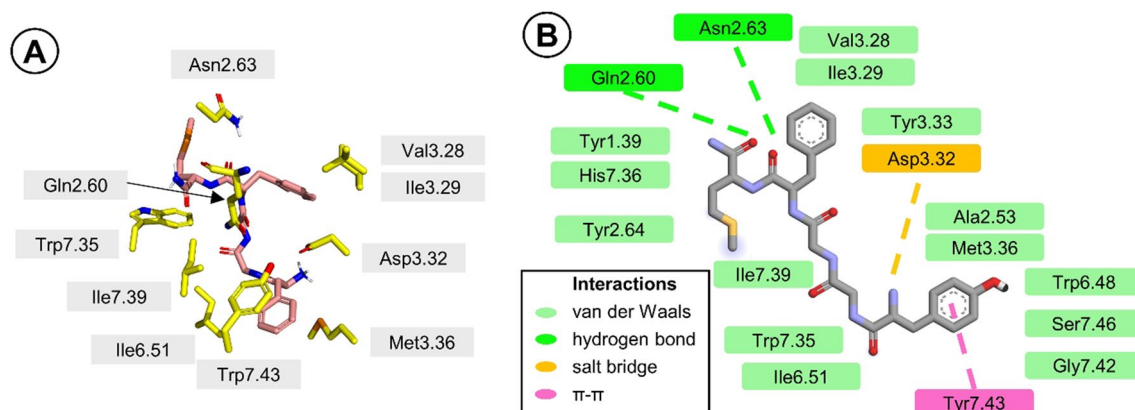 A
Asn2.63
Val3.28
Gln2.60
Ile3.29
Trp7.35
Asp3.32
Ile7.39
Ile6.51
Met3.36
Trp7.43
B
Asn2.63
Val3.28
Gln2.60
Ile3.29
Tyr3.33
Tyr1.39
Asp3.32
His7.36
Ala2.53
Tyr2.64
Met3.36
Ile7.39
Trp6.48
Interactions
van der Waals
hydrogen bond
salt bridge
π-π
Ser7.46
Trp7.35
Gly7.42
Ile6.51
Tyr7.43